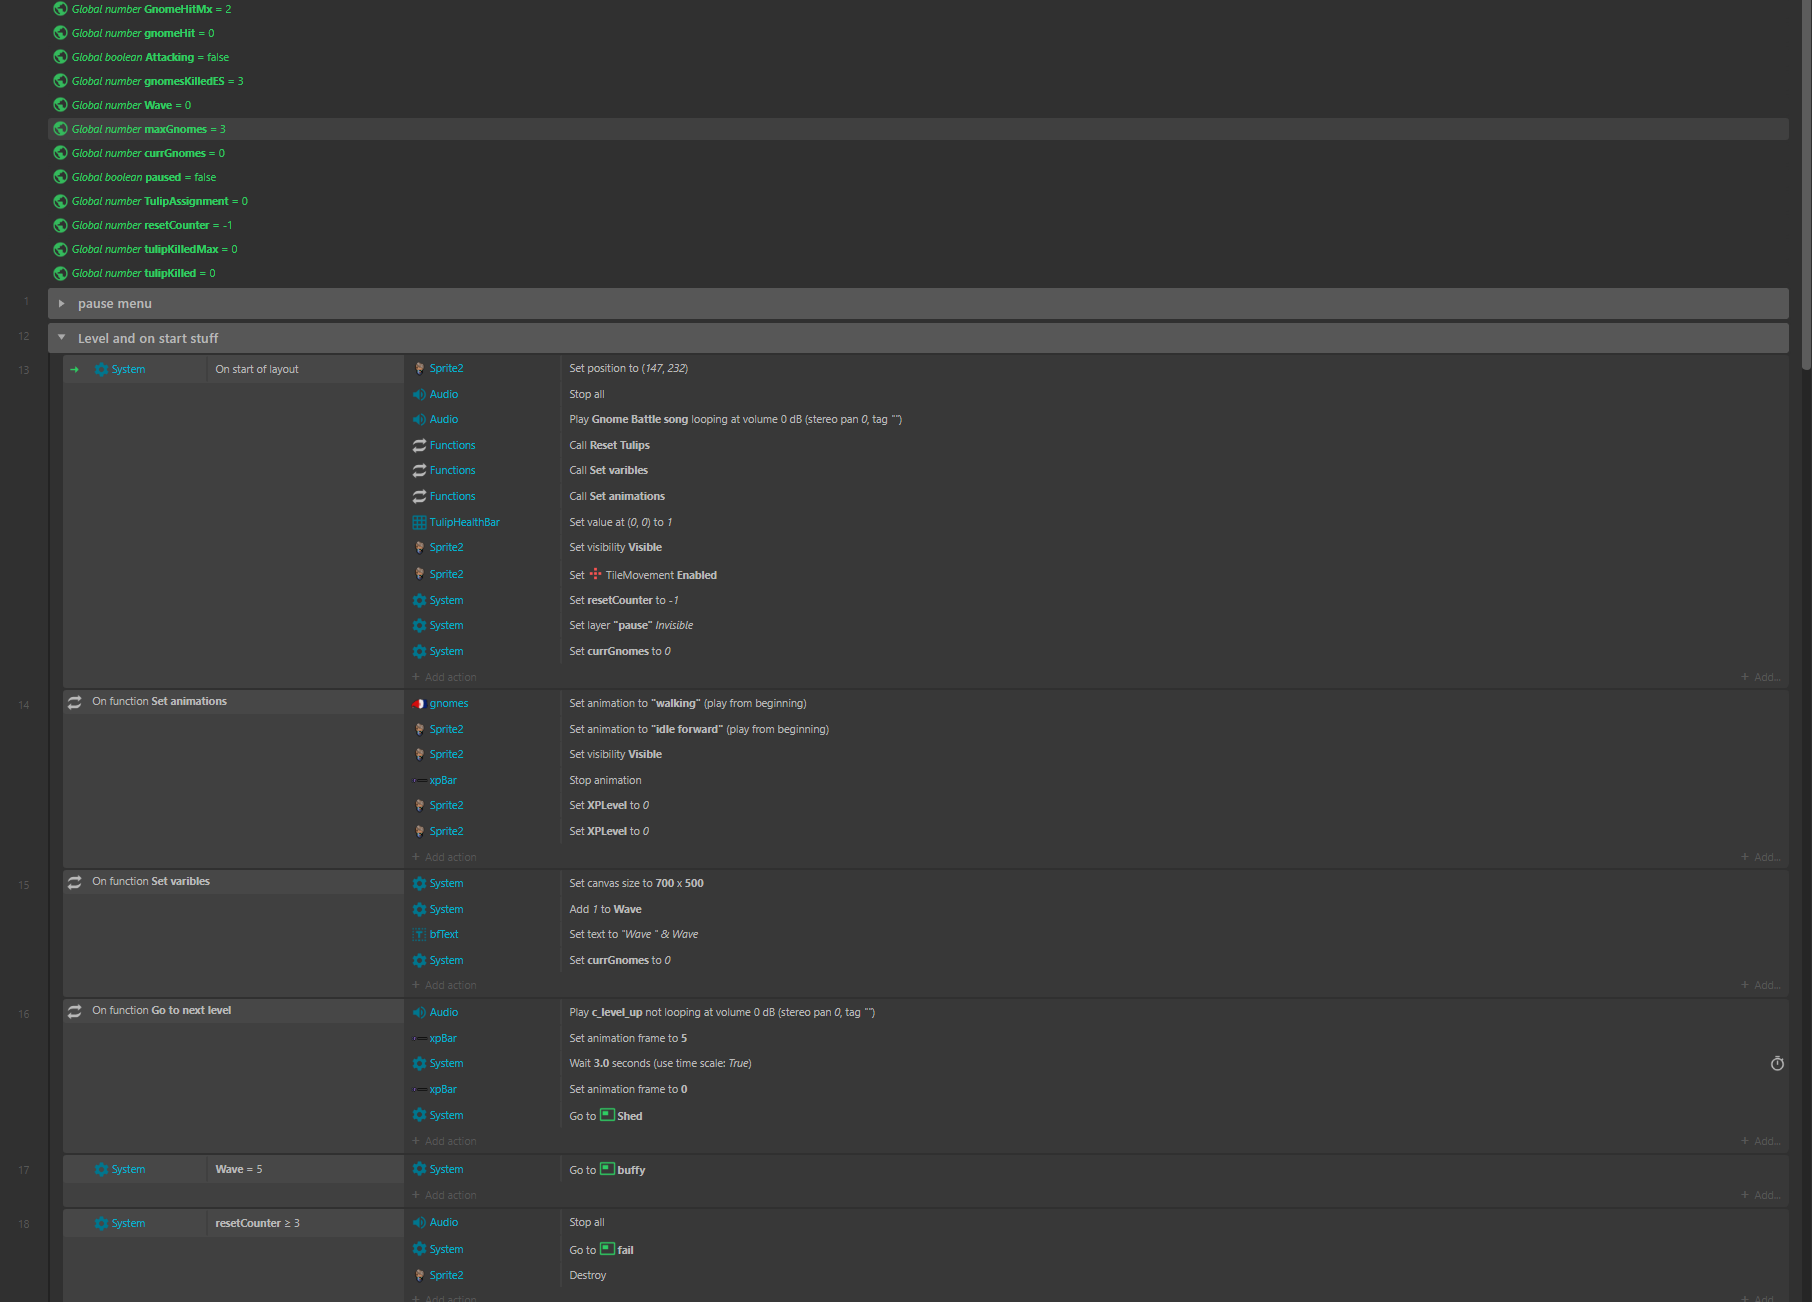 Global number GnomeHitMx = 2
Global number gnomeHit = 0
Global boolean Attacking = false
Global number gnomesKilledES = 3
Global number Wave = 0
Global number maxGnomes = 3
Global number currGnomes = 0
Global boolean paused = false
Global number TulipAssignment = 0
Global number resetCounter = -1
Global number tulipKilledMax = 0
Global number tulipKilled = 0
1 pause menu
12 Level and on start stuff
13 System On start of layout Sprite2 Set position to (147, 232)
Audio Stop all
Audio Play Gnome Battle song looping at volume 0 dB (stereo pan 0, tag "")
Functions Call Reset Tulips
Functions Call Set varibles
Functions Call Set animations
TulipHealthBar Set value at (0, 0) to 1
Sprite2 Set visibility Visible
Sprite2 Set TileMovement Enabled
System Set resetCounter to -1
System Set layer "pause" Invisible
System Set currGnomes to 0
+ Add action + Add...
14 On function Set animations gnomes Set animation to "walking" (play from beginning)
Sprite2 Set animation to "idle forward" (play from beginning)
Sprite2 Set visibility Visible
xpBar Stop animation
Sprite2 Set XPLevel to 0
Sprite2 Set XPLevel to 0
+ Add action + Add...
15 On function Set varibles System Set canvas size to 700 x 500
System Add 1 to Wave
bfText Set text to "Wave " & Wave
System Set currGnomes to 0
+ Add action + Add...
16 On function Go to next level Audio Play c_level_up not looping at volume 0 dB (stereo pan 0, tag "")
xpBar Set animation frame to 5
System Wait 3.0 seconds (use time scale: True)
xpBar Set animation frame to 0
System Go to Shed
+ Add action + Add...
17 System Wave = 5 System Go to buffy
+ Add action + Add...
18 System resetCounter ≥ 3 Audio Stop all
System Go to fail
Sprite2 Destroy
+ Add action + Add...